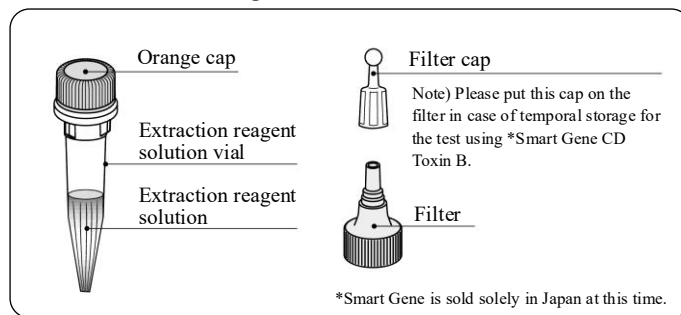 Orange cap
Extraction reagent
solution vial
Extraction reagent
solution
Filter cap
Note) Please put this cap on the
filter in case of temporal storage for
the test using *Smart Gene CD
Toxin B.
Filter
*Smart Gene is sold solely in Japan at this time.